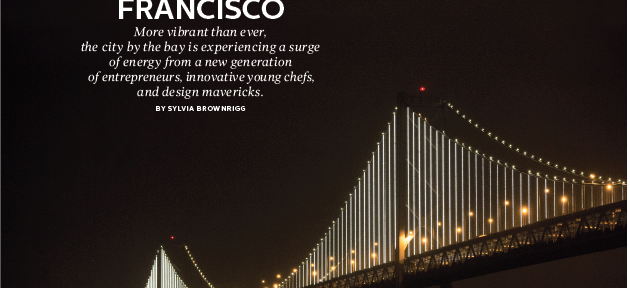 FRANCISCO
More vibrant than ever,
the city by the bay is experiencing a surge
of energy from a new generation
of entrepreneurs, innovative young chefs,
and design mavericks.
BY SYLVIA BROWNRIGG